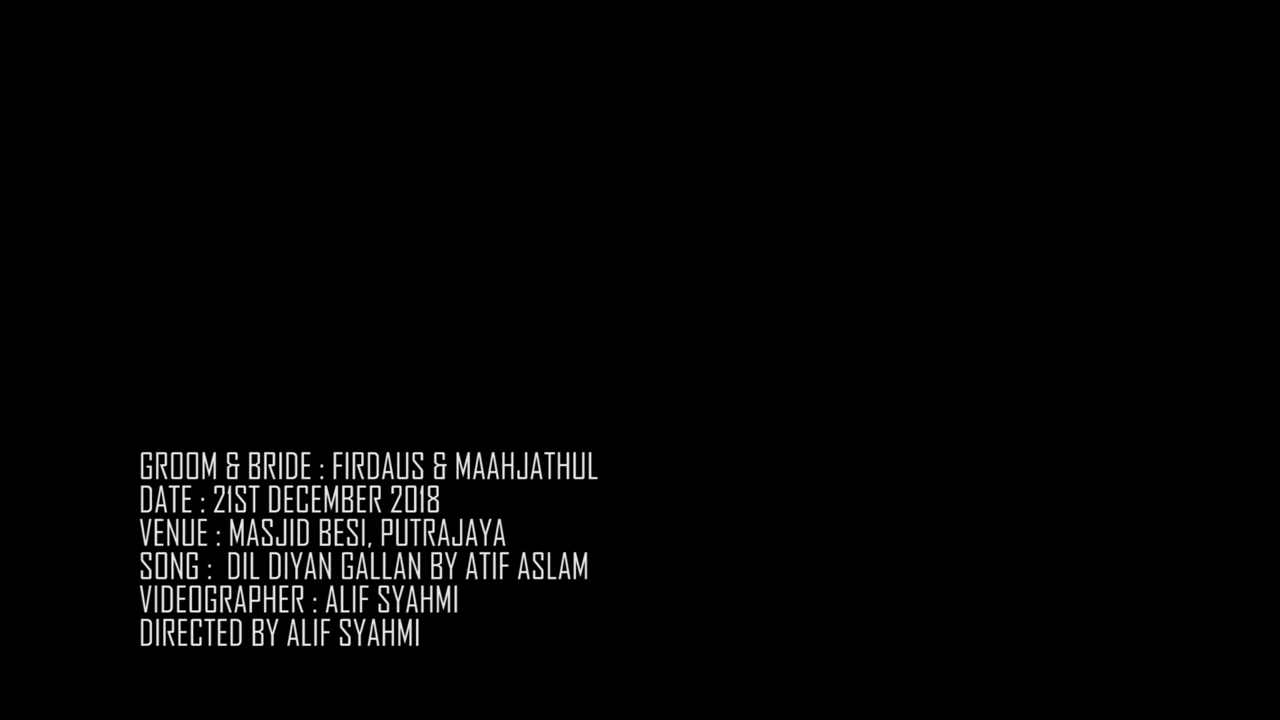 GROOM & BRIDE : FIRDAUS & MAAHJATHUL
DATE : 21ST DECEMBER 2018
VENUE : MASJID BESI, PUTRAJAYA
SONG :  DIL DIYAN GALLAN BY ATIF ASLAM
VIDEOGRAPHER : ALIF SYAHMI
DIRECTED BY ALIF SYAHMI